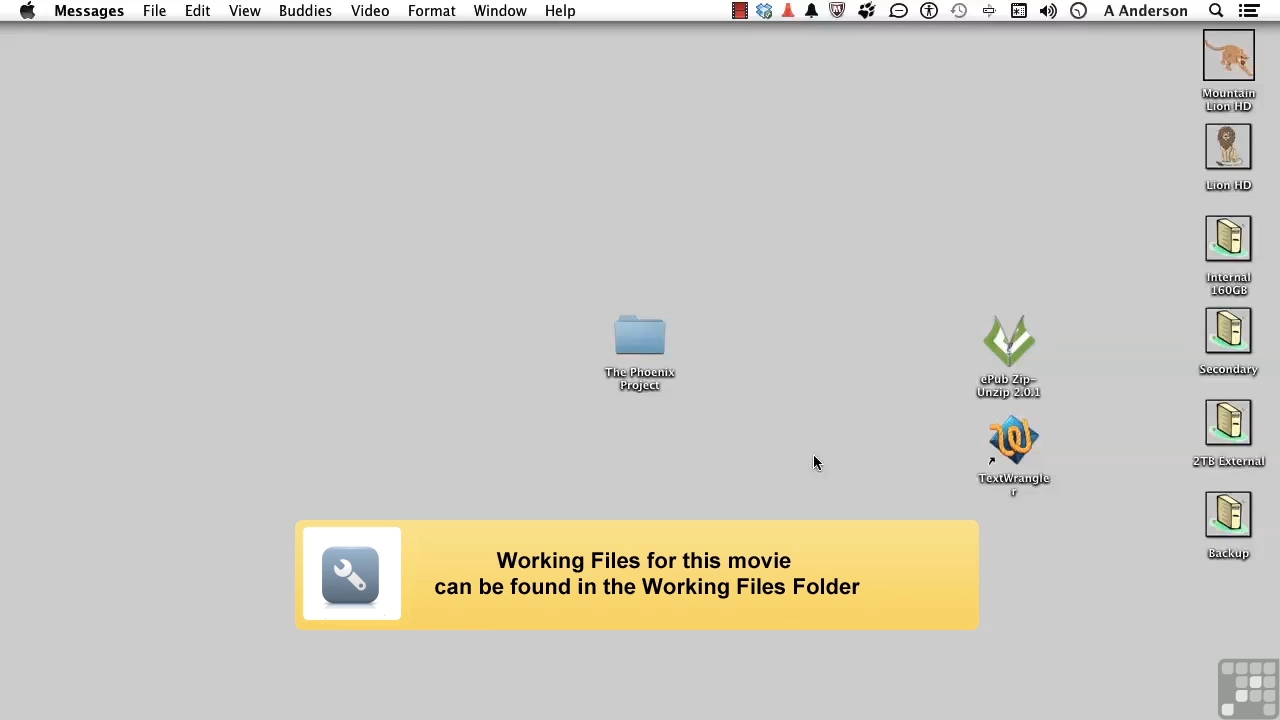 Messages File Edit View Buddies Video Format Window Help A Anderson
Mountain
Lion HD
Lion HD
Internal
160GB
The Phoenix
Project
ePub Zip-
Unzip 2.0.1
Secondary
TextWrangle
r
2TB External
Backup
Working Files for this movie
can be found in the Working Files Folder